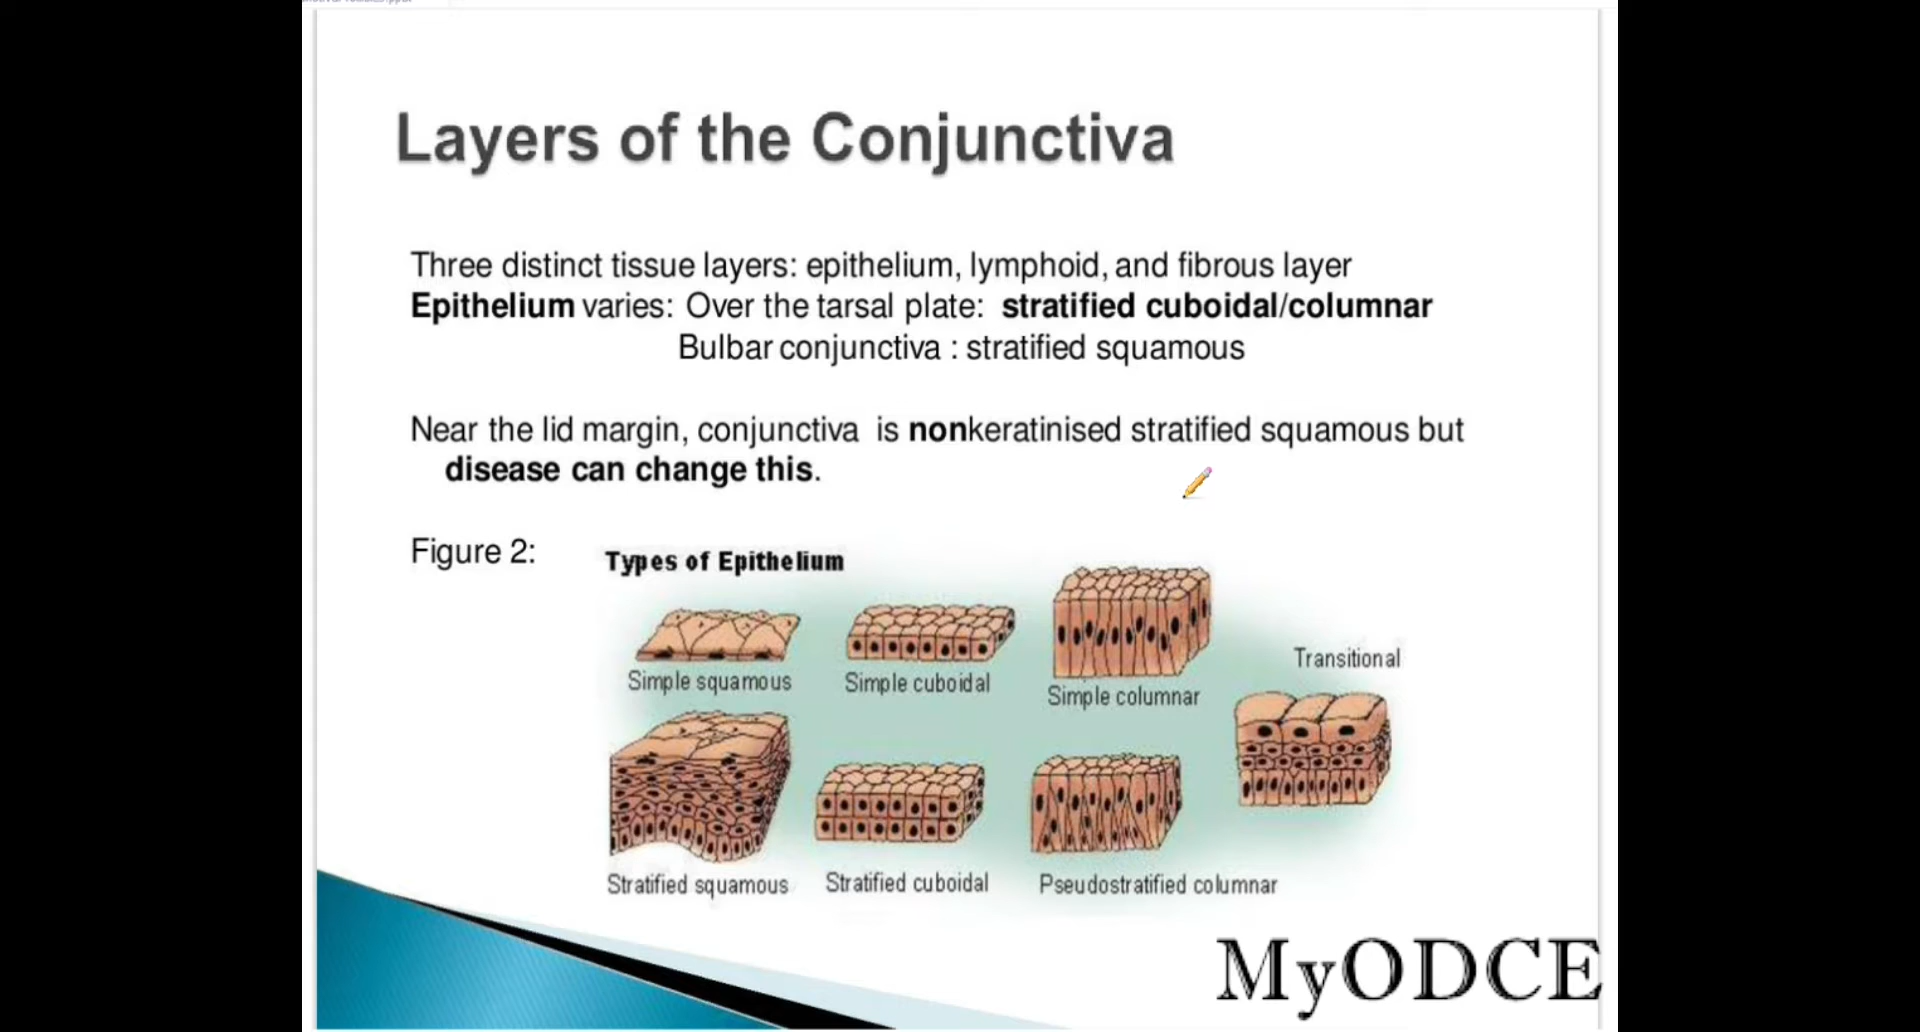 Layers of the Conjunctiva
Three distinct tissue layers: epithelium, lymphoid, and fibrous layer
Epithelium varies: Over the tarsal plate: stratified cuboidal/columnar
Bulbar conjunctiva : stratified squamous
Near the lid margin, conjunctiva is nonkeratinised stratified squamous but
disease can change this.
Figure 2:
Types of Epithelium
Simple squamous
Simple cuboidal
Simple columnar
Transitional
Stratified squamous
Stratified cuboidal
Pseudostratified columnar
MyODCE